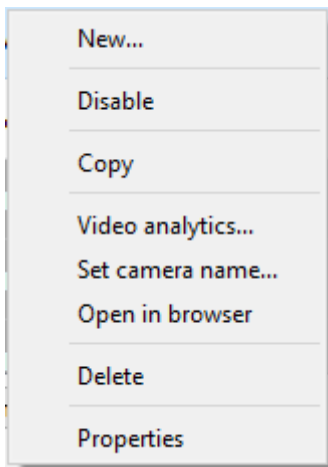 New...
Disable
Copy
Video analytics...
Set camera name...
Open in browser
Delete
Properties